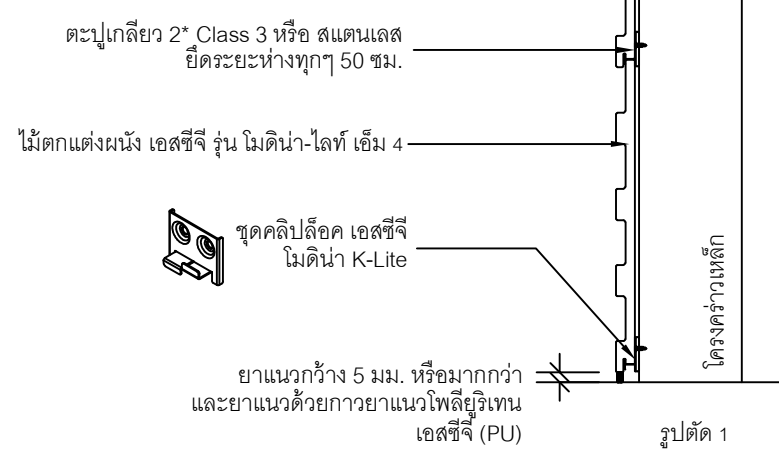 ตะปูเกลียว 2* Class 3 หรือ สแตนเลส
ยึดระยะห่างทุกๆ 50 ซม.
ไม้ตกแต่งผนัง เอสซีจี รุ่น โมดิน่า-ไลท์ เอ็ม 4
ชุดคลิปล็อค เอสซีจี
โมดิน่า K-Lite
โครงคร่าวเหล็ก
ยาแนวกว้าง 5 มม. หรือมากกว่า
และยาแนวด้วยกาวยาแนวโพลียูริเทน
เอสซีจี (PU)
รูปตัด 1